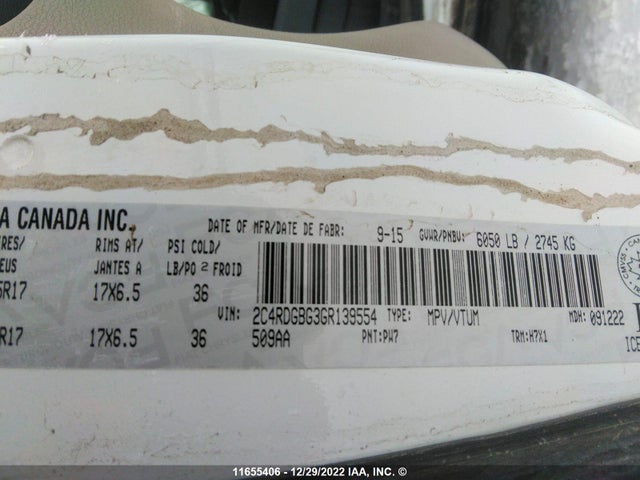 A CANADA INC. DATE OF MFR/DATE DE FABR: 9-15 GVWR/PNBV: 6050 LB / 2745 KG
RES/ RIMS AT/ PSI COLD/
EUS JANTES A LB/PO 2 FROID
5R17 17X6.5 36
VIN: 2C4RDGBG3GR139554 TYPE: MPV/VTUM MDH: 091222
R17 17X6.5 36 509AA PNT: PW7 TRM: H7X1 ICE
11655406 - 12/29/2022 IAA, INC. ©